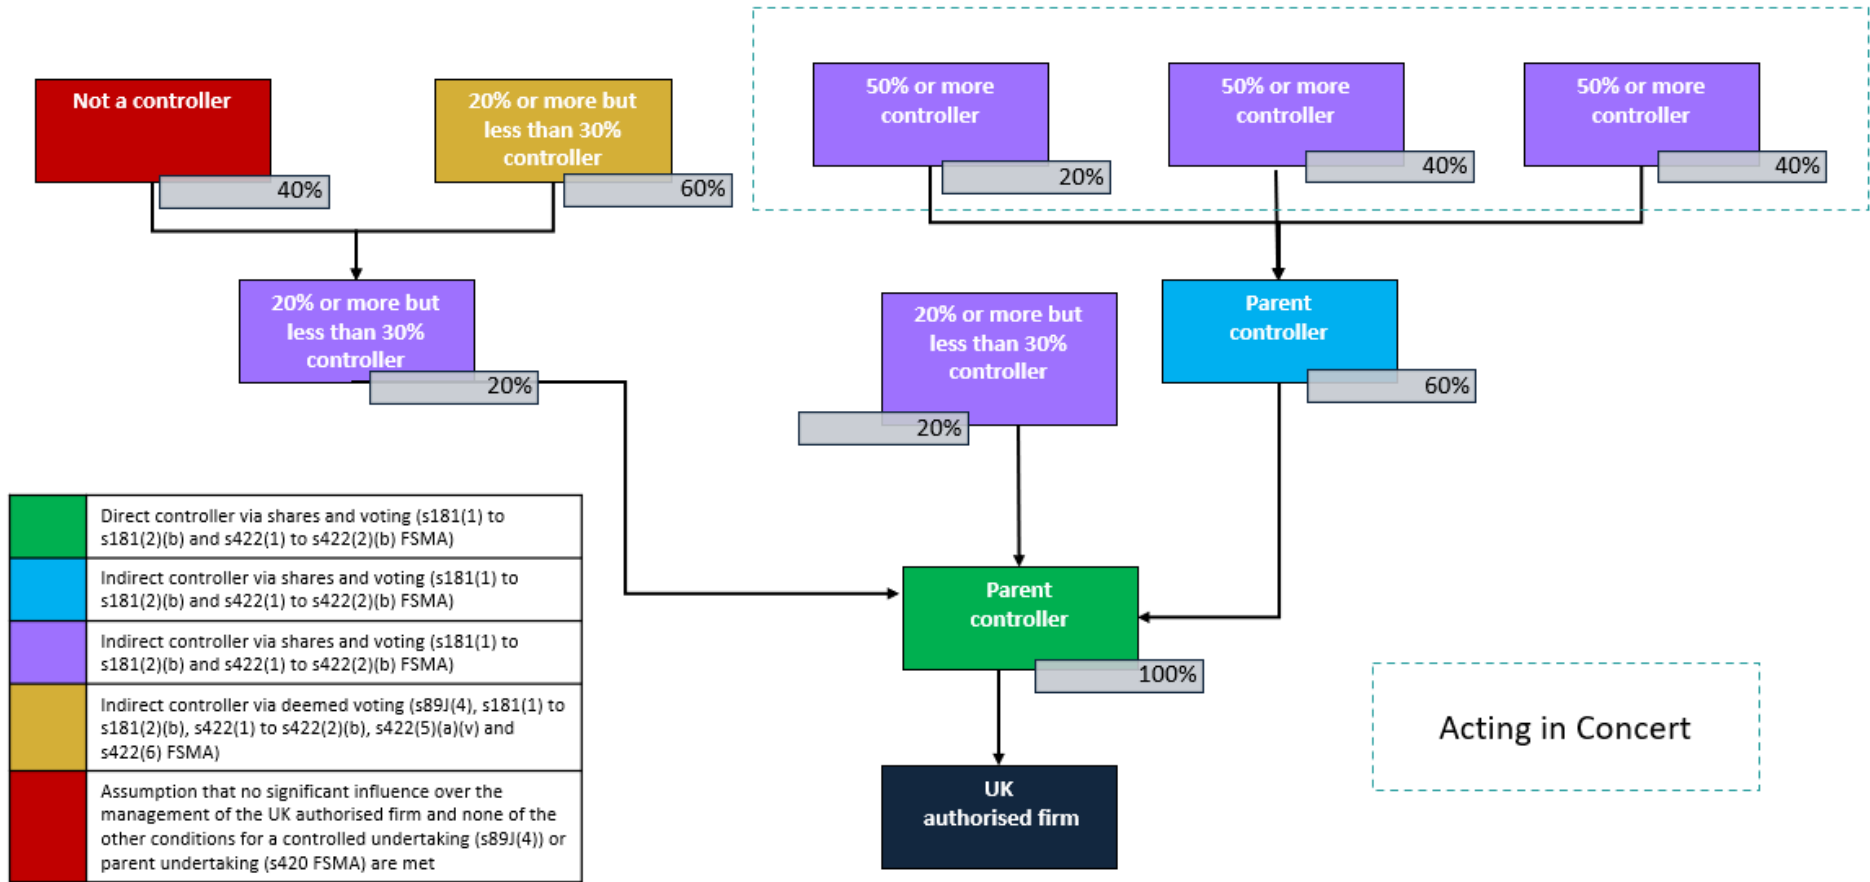 Not a controller
40%
20% or more but
less than 30%
controller
60%
50% or more
controller
20%
50% or more
controller
40%
50% or more
controller
40%
20% or more but
less than 30%
controller
20%
20% or more but
less than 30%
controller
20%
Parent
controller
60%
Parent
controller
100%
UK
authorised firm
Direct controller via shares and voting (s181(1) to
s181(2)(b) and s422(1) to s422(2)(b) FSMA)
Indirect controller via shares and voting (s181(1) to
s181(2)(b) and s422(1) to s422(2)(b) FSMA)
Indirect controller via shares and voting (s181(1) to
s181(2)(b) and s422(1) to s422(2)(b) FSMA)
Indirect controller via deemed voting (s89J(4), s181(1) to
s181(2)(b), s422(1) to s422(2)(b), s422(5)(a)(v) and
s422(6) FSMA)
Assumption that no significant influence over the
management of the UK authorised firm and none of the
other conditions for a controlled undertaking (s89J(4)) or
parent undertaking (s420 FSMA) are met
Acting in Concert